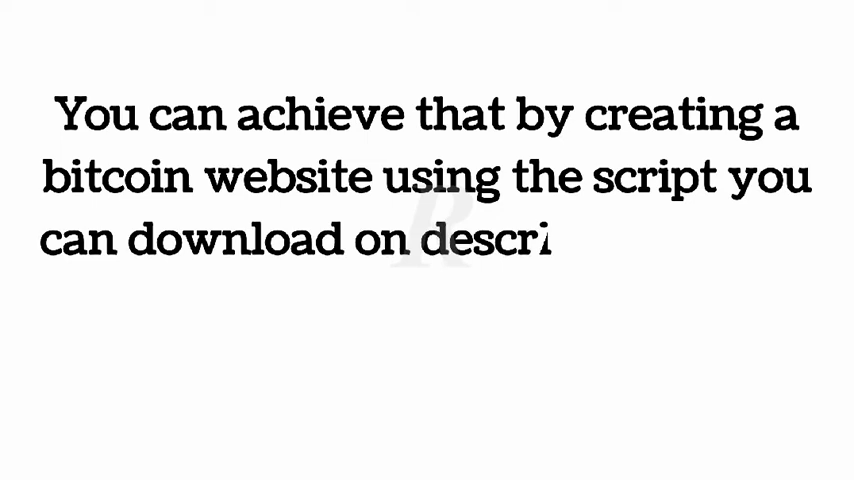 You can achieve that by creating a
bitcoin website using the script you
can download on descri
R